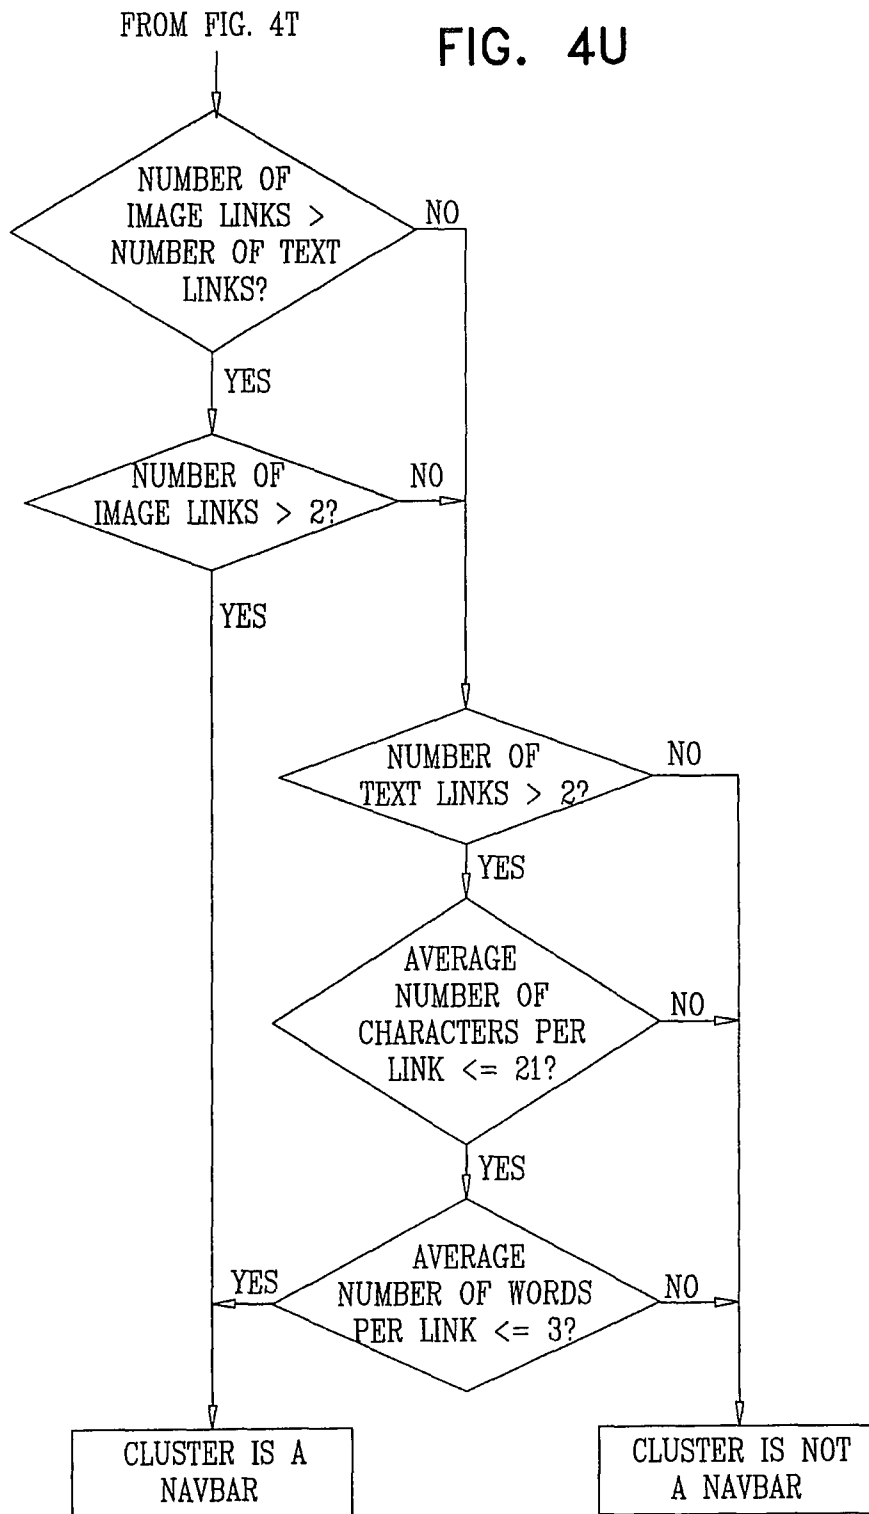 FROM FIG. 4T
FIG. 4U
NUMBER OF
IMAGE LINKS >
NUMBER OF TEXT
LINKS?
NO
YES
NUMBER OF
IMAGE LINKS > 2?
NO
YES
NUMBER OF
TEXT LINKS > 2?
NO
YES
AVERAGE
NUMBER OF
CHARACTERS PER
LINK <= 21?
NO
YES
AVERAGE
NUMBER OF WORDS
PER LINK <= 3?
YES
NO
CLUSTER IS A
NAVBAR
CLUSTER IS NOT
A NAVBAR